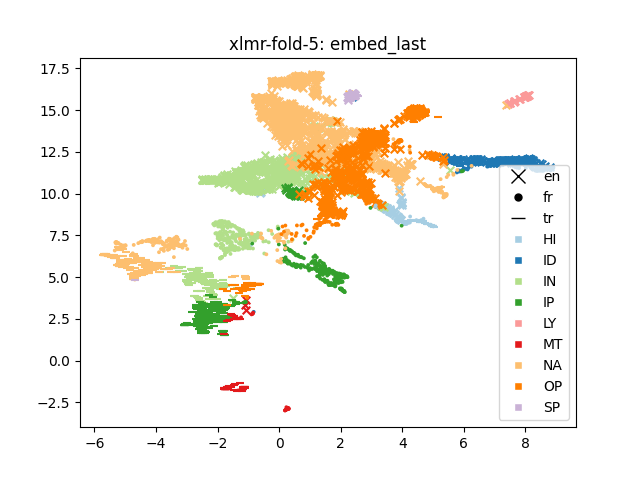 xlmr-fold-5: embed_last
17.5
15.0
12.5
10.0
7.5
5.0
2.5
0.0
−2.5
−6
−4
−2
0
2
4
6
8
en
fr
tr
HI
ID
IN
IP
LY
MT
NA
OP
SP